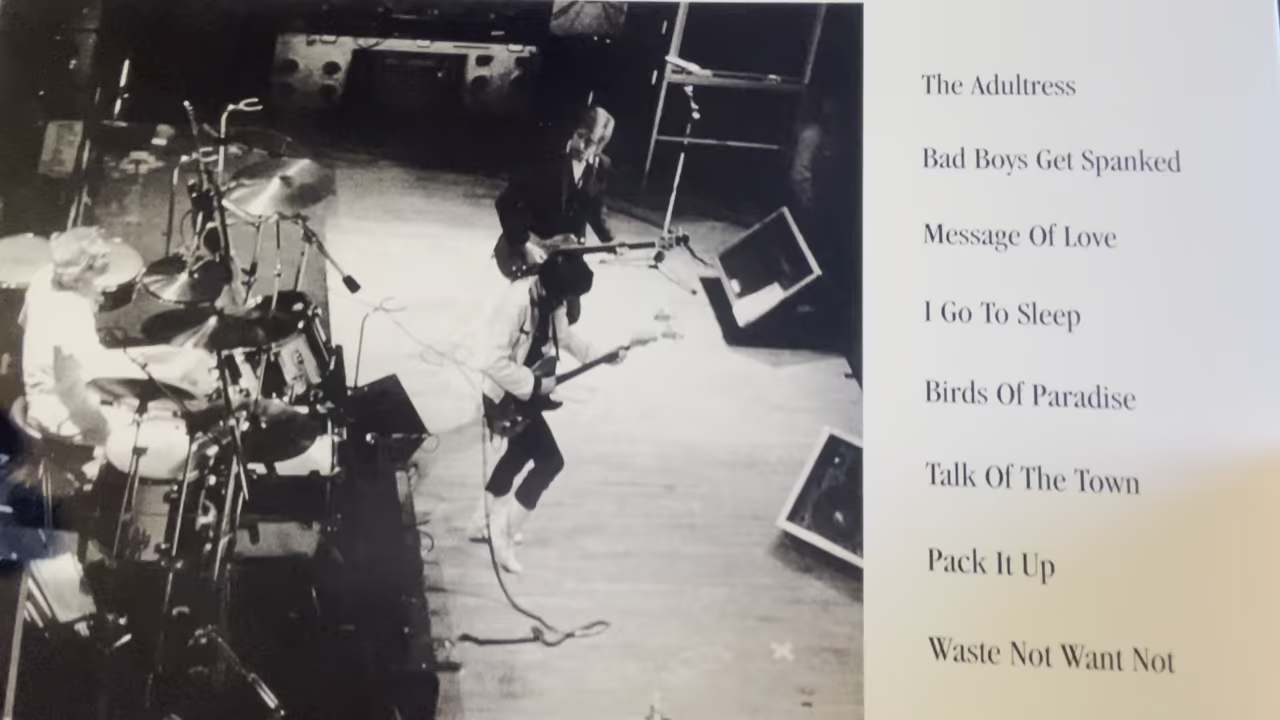 The Adultress
Bad Boys Get Spanked
Message Of Love
I Go To Sleep
Birds Of Paradise
Talk Of The Town
Pack It Up
Waste Not Want Not